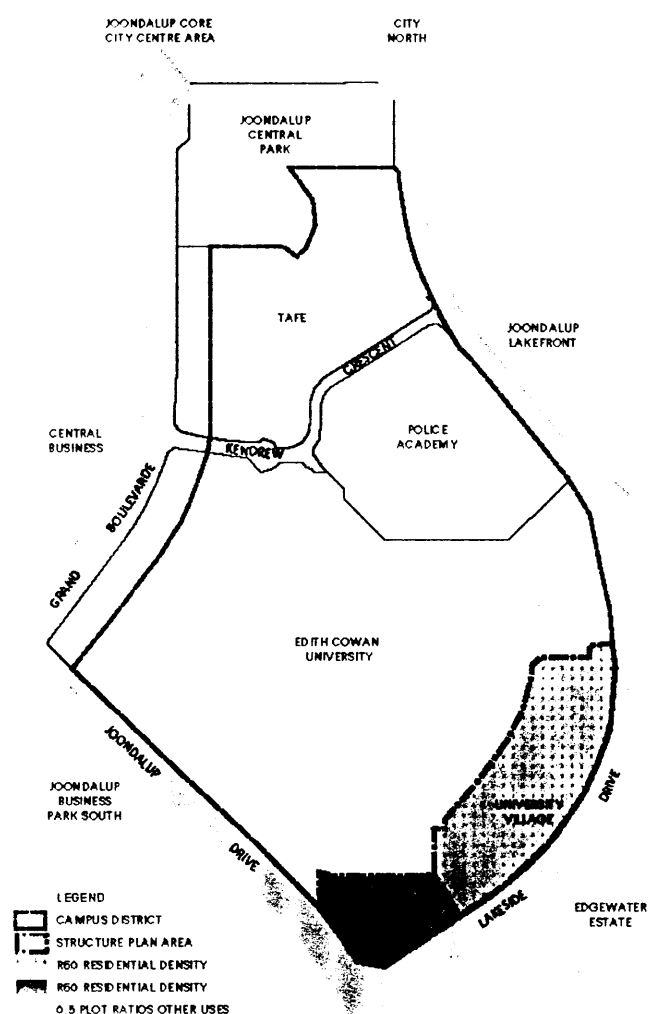 JOONDALUP CORE
CITY CENTRE AREA
CITY
NORTH
JOONDALUP
CENTRAL
PARK
TAFE
CRESCENT
JOONDALUP
LAKEFRONT
CENTRAL
BUSINESS
KENDREW
POLICE
ACADEMY
BOULEVARDE
GRAND
EDITH COWAN
UNIVERSITY
JOONDALUP
DRIVE
JOONDALUP
BUSINESS
PARK SOUTH
UNIVERSITY
VILLAGE
DRIVE
LAKESIDE
EDGEWATER
ESTATE
LEGEND
CAMPUS DISTRICT
STRUCTURE PLAN AREA
R60 RESIDENTIAL DENSITY
R60 RESIDENTIAL DENSITY
0.5 PLOT RATIOS OTHER USES